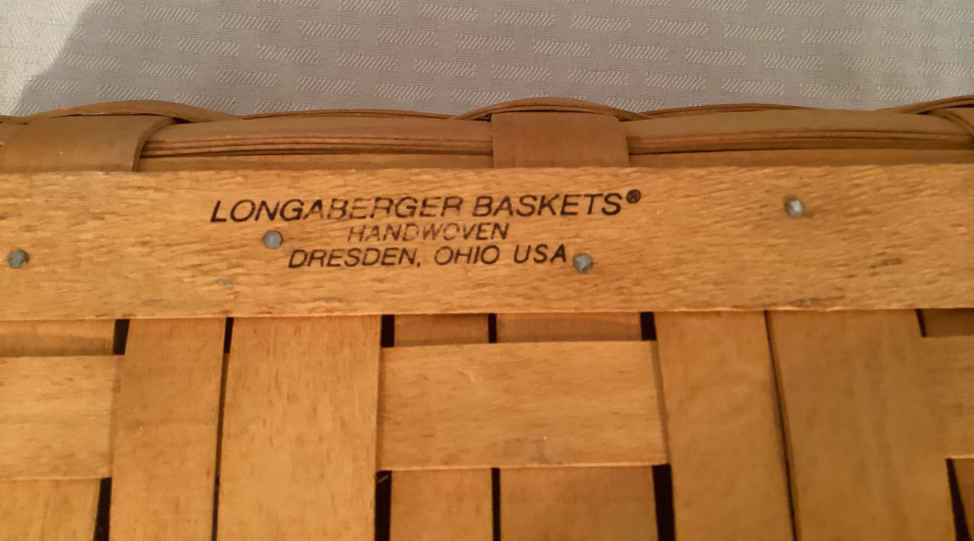 LONGABERGER BASKETS®
HANDWOVEN
DRESDEN, OHIO USA